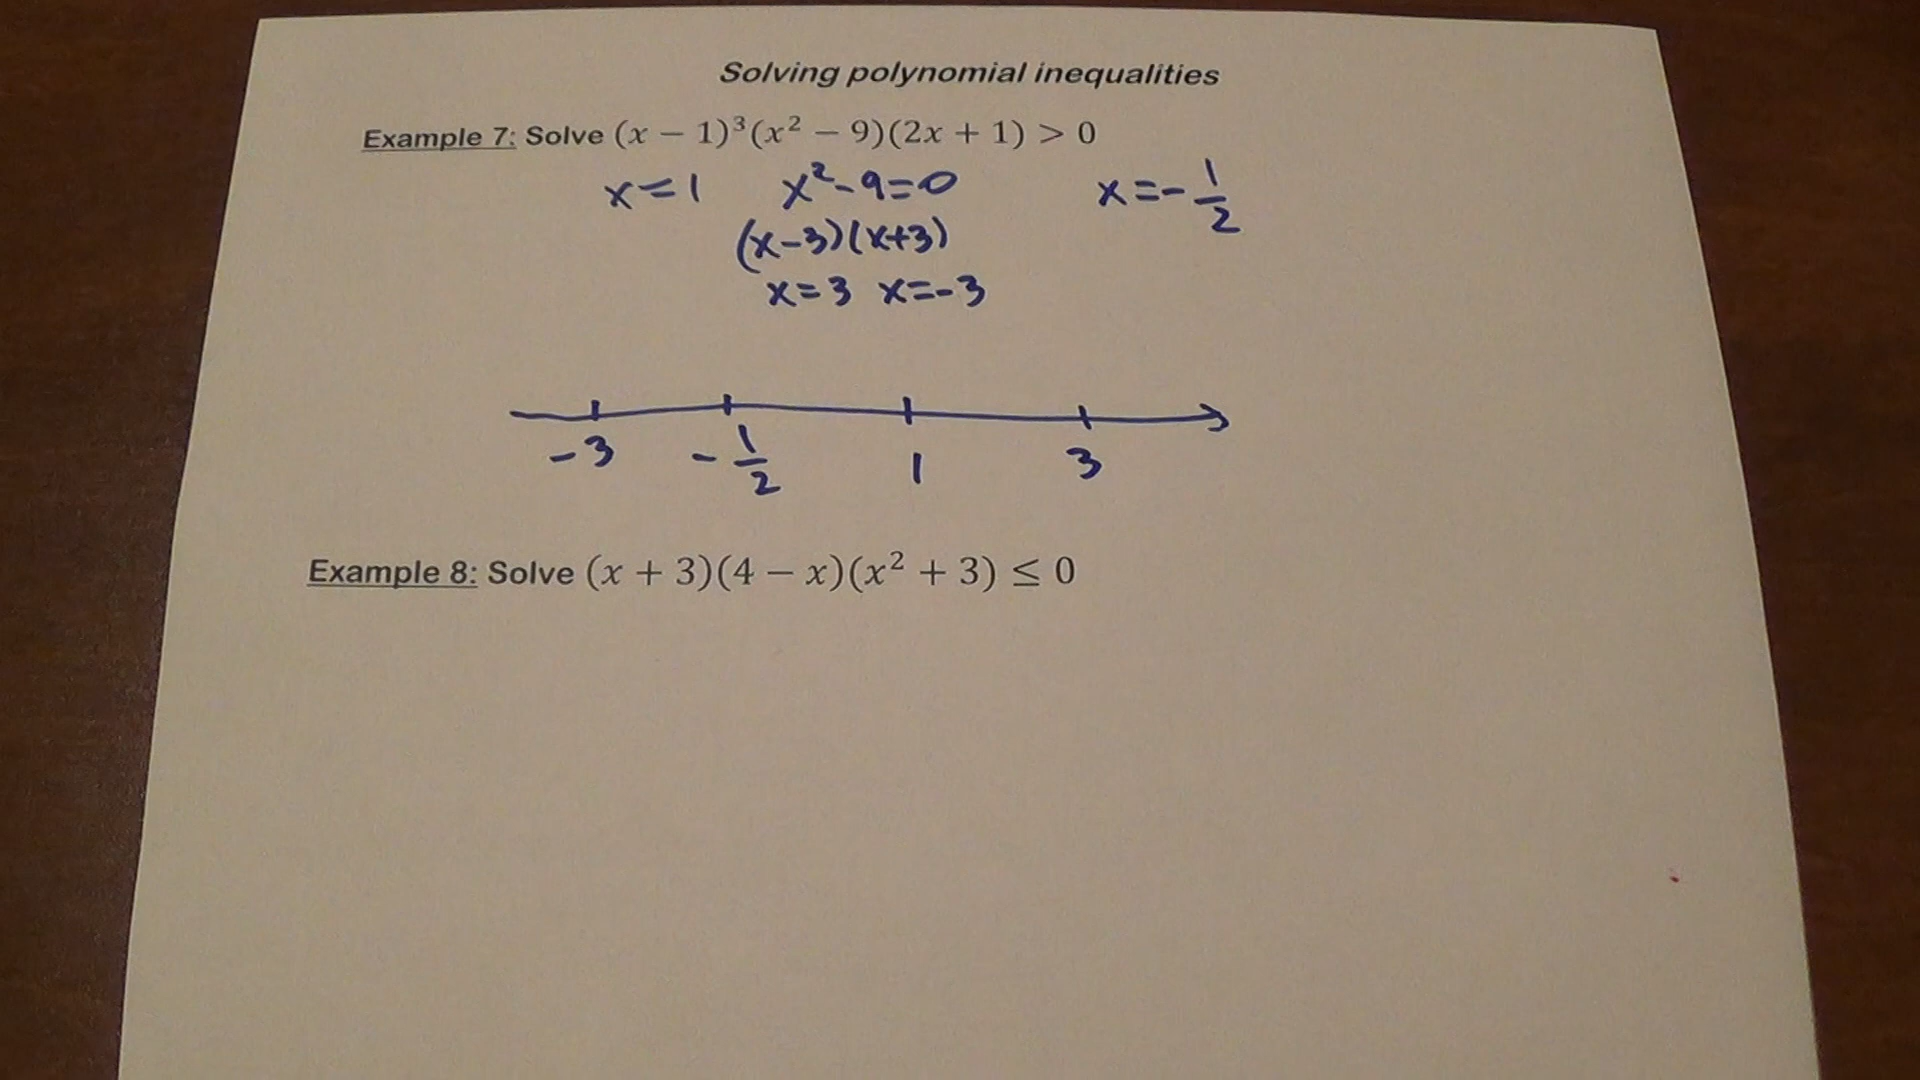 Solving polynomial inequalities
Example 7: Solve (x − 1)³(x² − 9)(2x + 1) > 0
x=1 x²-9=0 x=-1/2
(x-3)(x+3)
x=3 x=-3
-3 -1/2 1 3
Example 8: Solve (x + 3)(4 − x)(x² + 3) ≤ 0